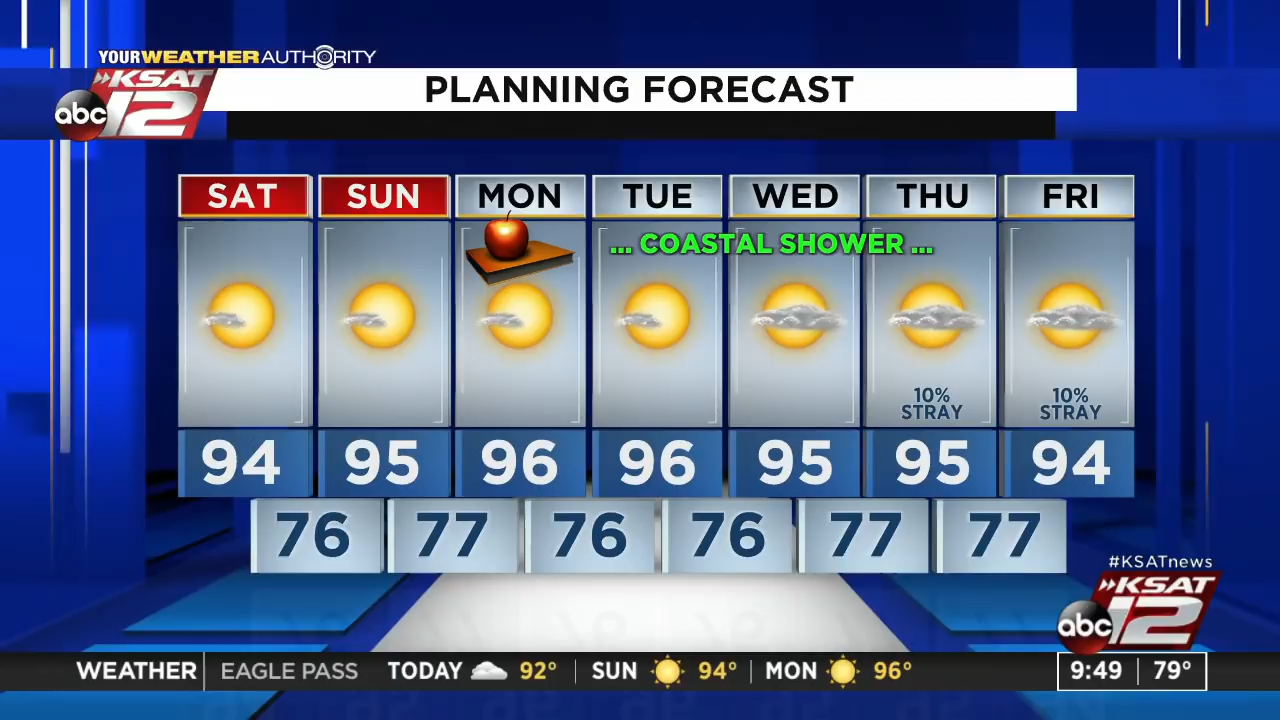 YOURWEATHERAUTHORITY
KSAT
abc 12
PLANNING FORECAST
SAT SUN MON TUE WED THU FRI
... COASTAL SHOWER ...
10% 10%
STRAY STRAY
94 95 96 96 95 95 94
76 77 76 76 77 77
#KSATnews
KSAT
abc 12
WEATHER EAGLE PASS TODAY 92° SUN 94° MON 96° 9:49 79°